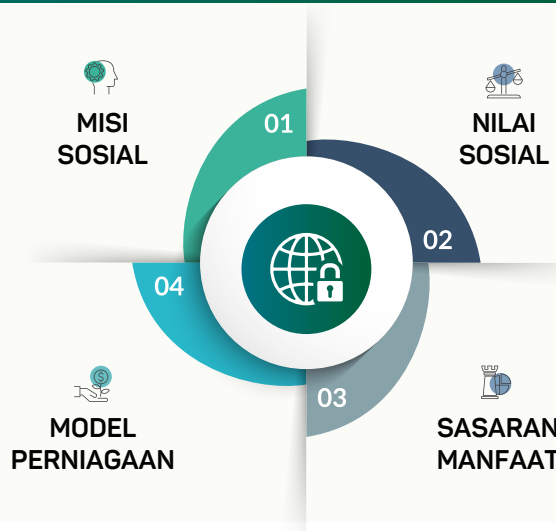 01
MISI
SOSIAL
02
NILAI
SOSIAL
03
SASARAN
MANFAAT
04
MODEL
PERNIAGAAN